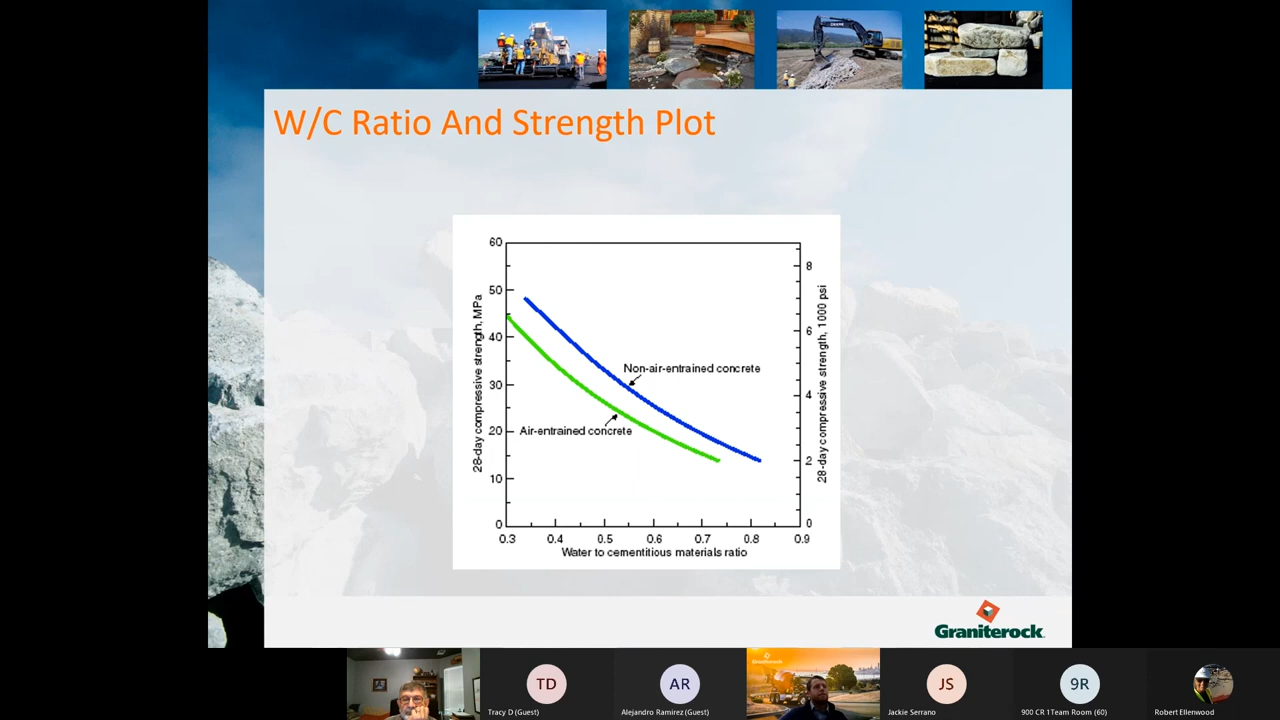 W/C Ratio And Strength Plot
60
50
40
30
20
10
0
28-day compressive strength, MPa
8
6
4
2
0
28-day compressive strength, 1000 psi
Non-air-entrained concrete
Air-entrained concrete
0.3 0.4 0.5 0.6 0.7 0.8 0.9
Water to cementitious materials ratio
Graniterock
Graniterock
TD
AR
JS
9R
Tracy D (Guest)
Alejandro Ramirez (Guest)
Jackie Serrano
900 CR 1Team Room (60)
Robert Ellenwood